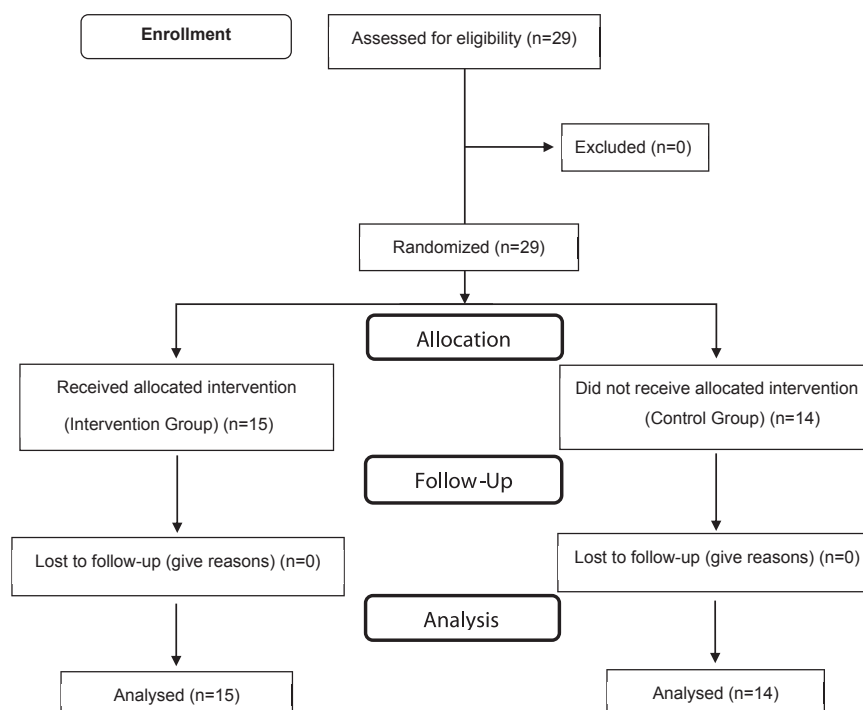 Enrollment
Assessed for eligibility (n=29)
Excluded (n=0)
Randomized (n=29)
Allocation
Received allocated intervention
(Intervention Group) (n=15)
Did not receive allocated intervention
(Control Group) (n=14)
Follow-Up
Lost to follow-up (give reasons) (n=0)
Lost to follow-up (give reasons) (n=0)
Analysis
Analysed (n=15)
Analysed (n=14)